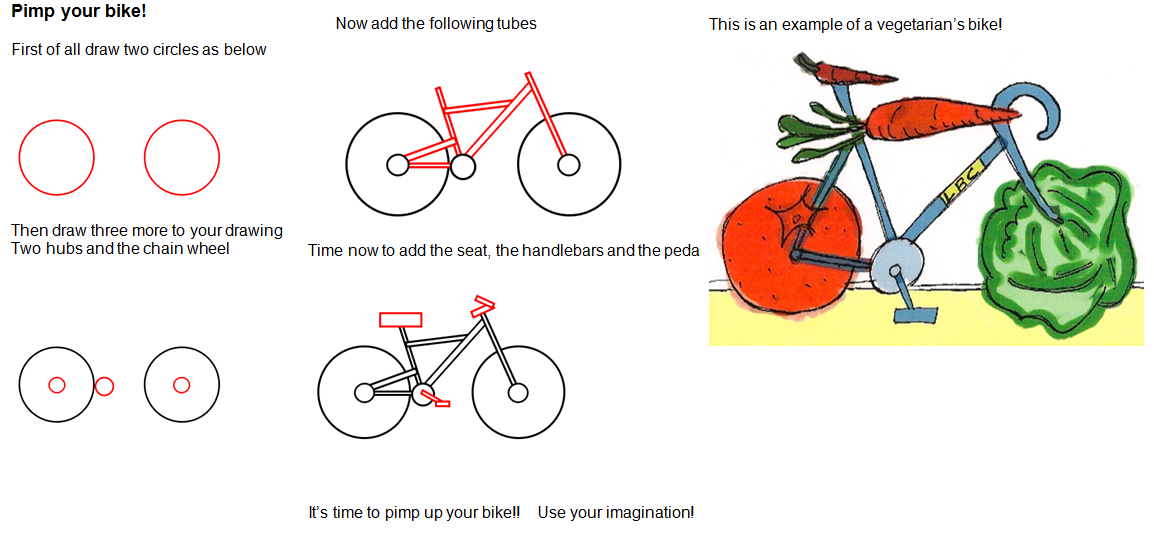 Pimp your bike!
First of all draw two circles as below
Then draw three more to your drawing
Two hubs and the chain wheel
Now add the following tubes
Time now to add the seat, the handlebars and the peda
It's time to pimp up your bike!! Use your imagination!
This is an example of a vegetarian's bike!
LBC